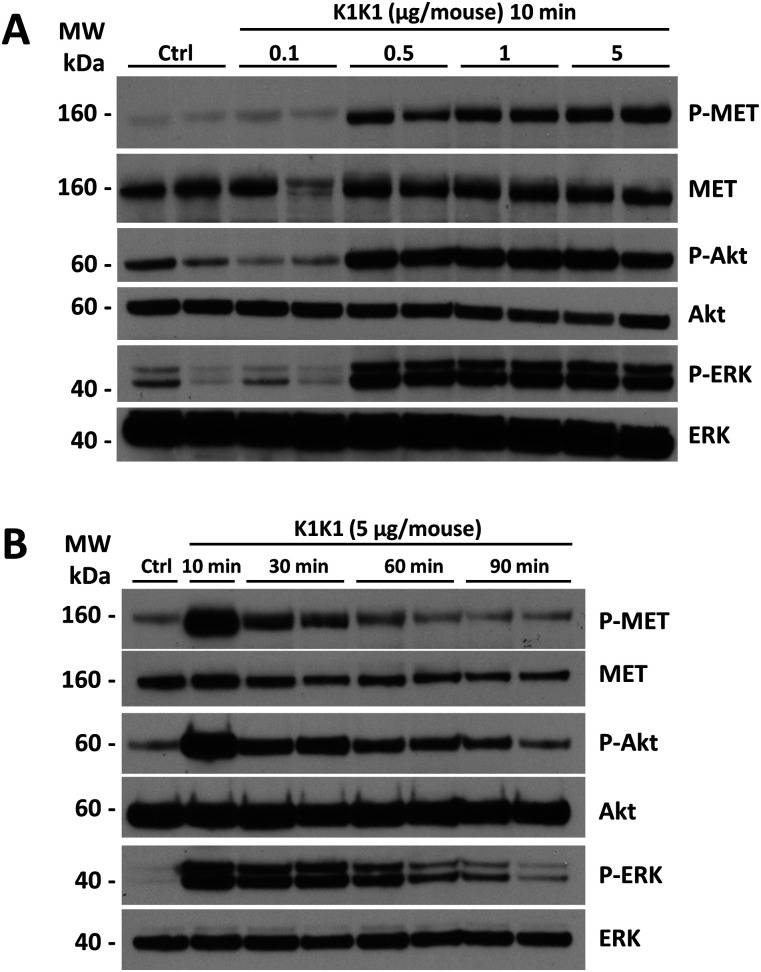 A
MW
kDa
K1K1 (µg/mouse) 10 min
Ctrl 0.1 0.5 1 5
160 - P-MET
160 - MET
60 - P-Akt
60 - Akt
40 - P-ERK
40 - ERK
B
MW
kDa
K1K1 (5 µg/mouse)
Ctrl 10 min 30 min 60 min 90 min
160 - P-MET
160 - MET
60 - P-Akt
60 - Akt
40 - P-ERK
40 - ERK